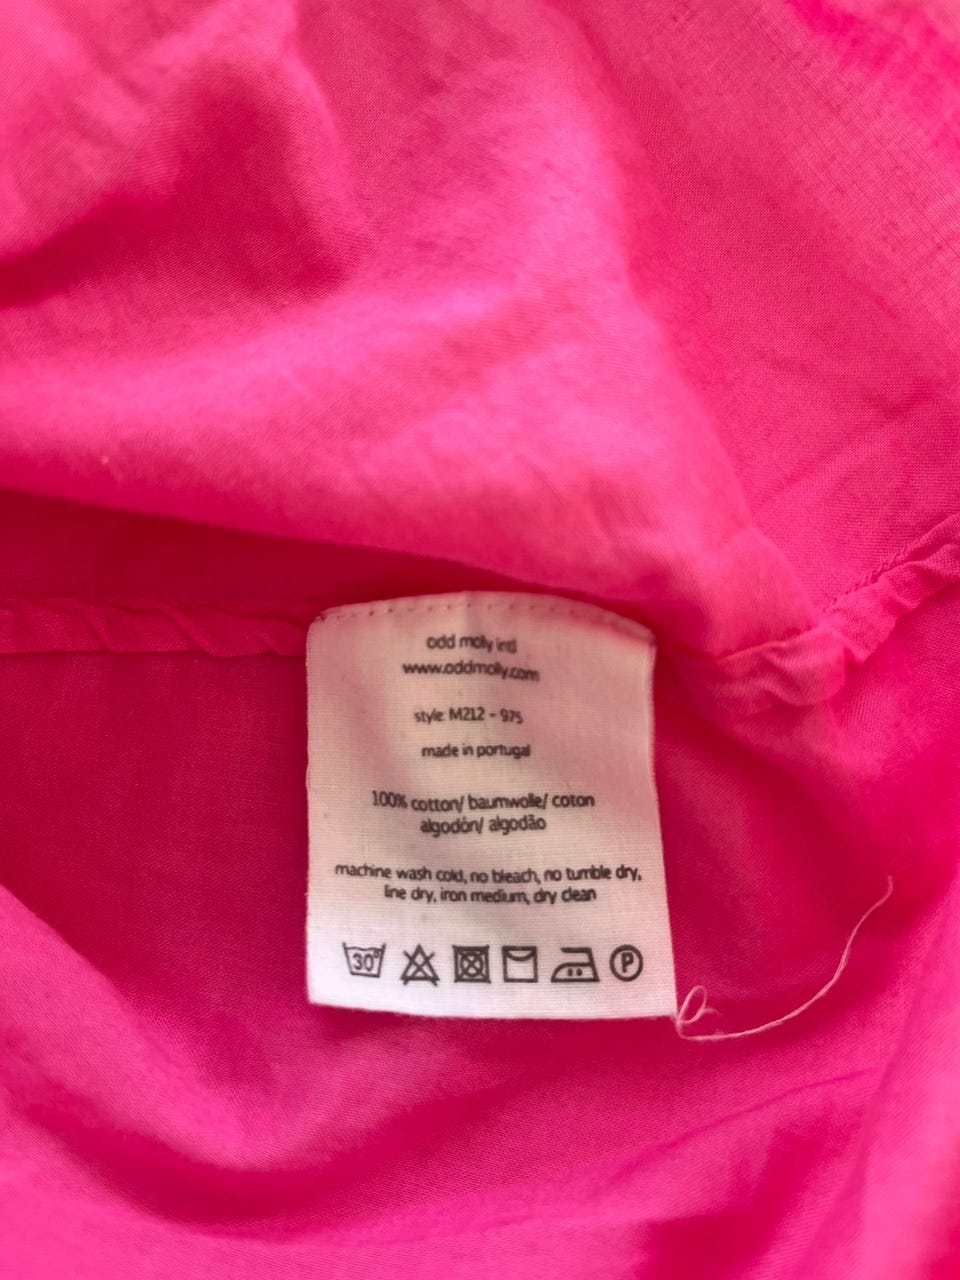 odd molly intl
www.oddmolly.com
style: M212 - 975
made in portugal
100% cotton/ baumwolle/ coton
algodón/ algodão
machine wash cold, no bleach, no tumble dry,
line dry, iron medium, dry clean
30° P